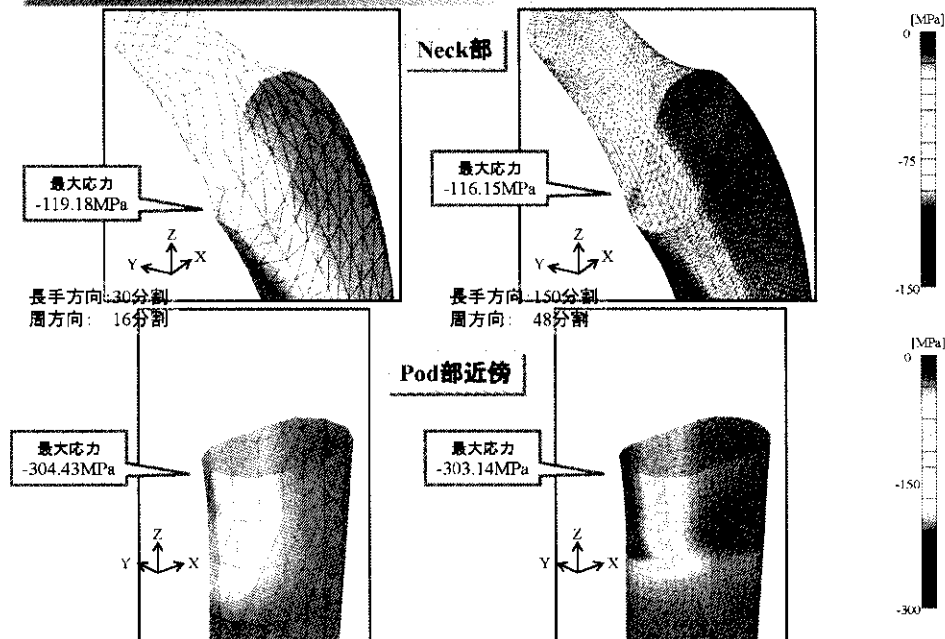 Neck部
[MPa]
0
-75
-150
最大応力
-119.18MPa
最大応力
-116.15MPa
Z
Y
X
Z
Y
X
長手方向:30分割
周方向: 16分割
長手方向:150分割
周方向: 48分割
Pod部近傍
[MPa]
0
-150
-300
最大応力
-304.43MPa
最大応力
-303.14MPa
Z
Y
X
Z
Y
X